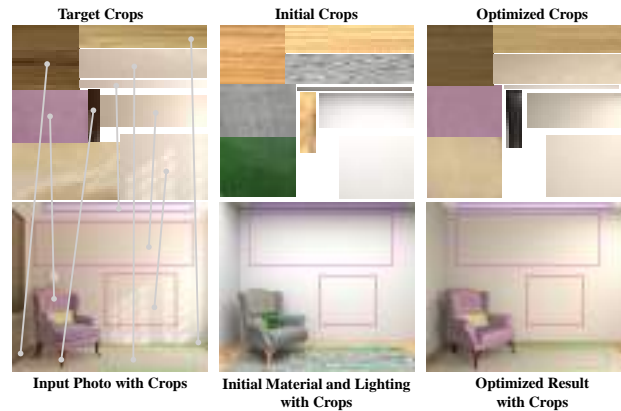 Target Crops
Initial Crops
Optimized Crops
Input Photo with Crops
Initial Material and Lighting
with Crops
Optimized Result
with Crops